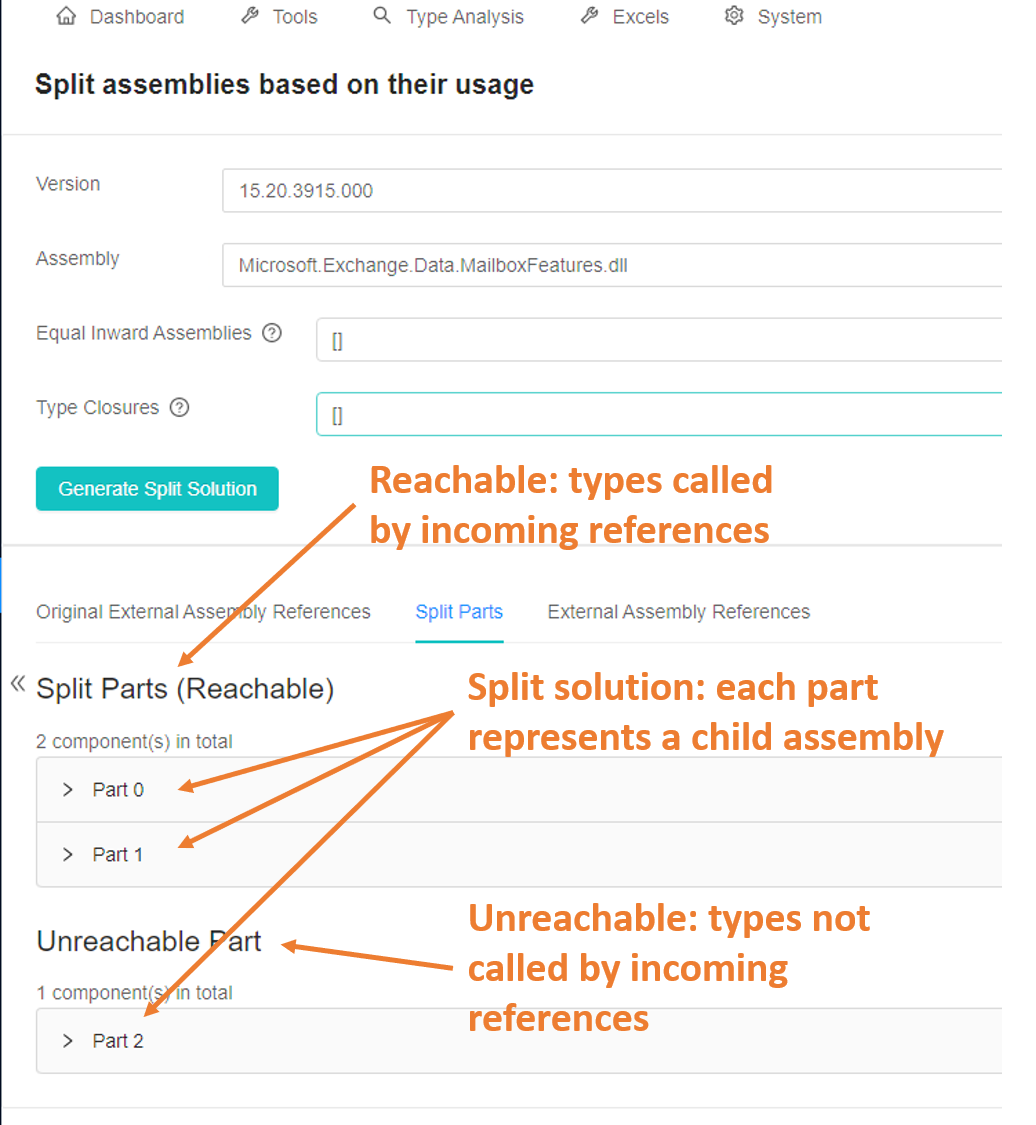 Dashboard Tools Type Analysis Excels System
Split assemblies based on their usage
Version 15.20.3915.000
Assembly Microsoft.Exchange.Data.MailboxFeatures.dll
Equal Inward Assemblies ? []
Type Closures ? []
Generate Split Solution
Reachable: types called
by incoming references
Original External Assembly References Split Parts External Assembly References
« Split Parts (Reachable)
2 component(s) in total
Split solution: each part
represents a child assembly
> Part 0
> Part 1
Unreachable Part
1 component(s) in total
Unreachable: types not
called by incoming
references
> Part 2